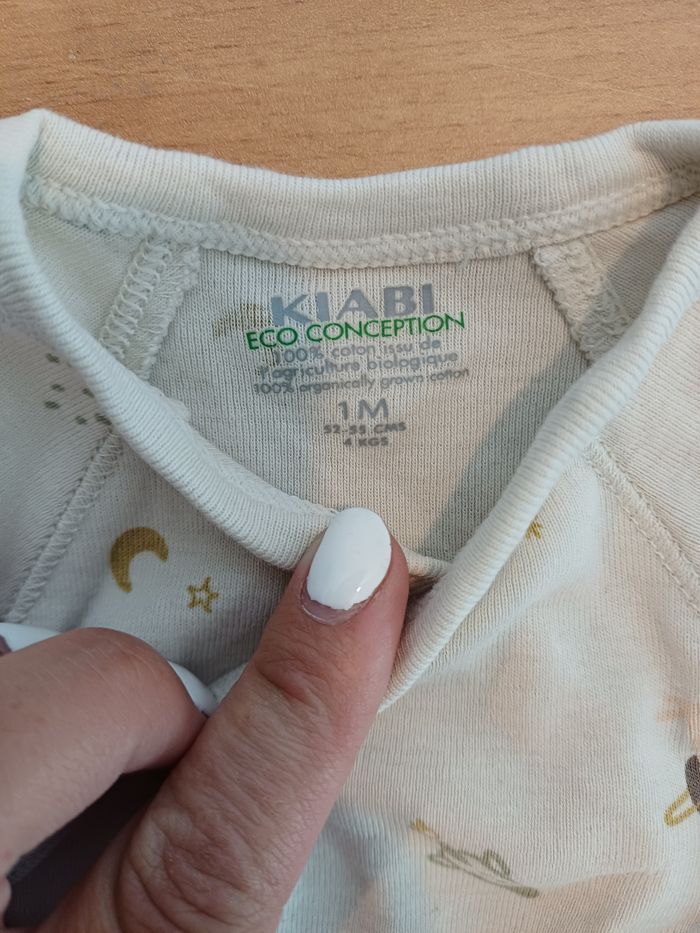 KIABI
ECO CONCEPTION
100% coton issu de
l'agriculture biologique
100% organically grown cotton
1M
52-55 CMS
4 KGS